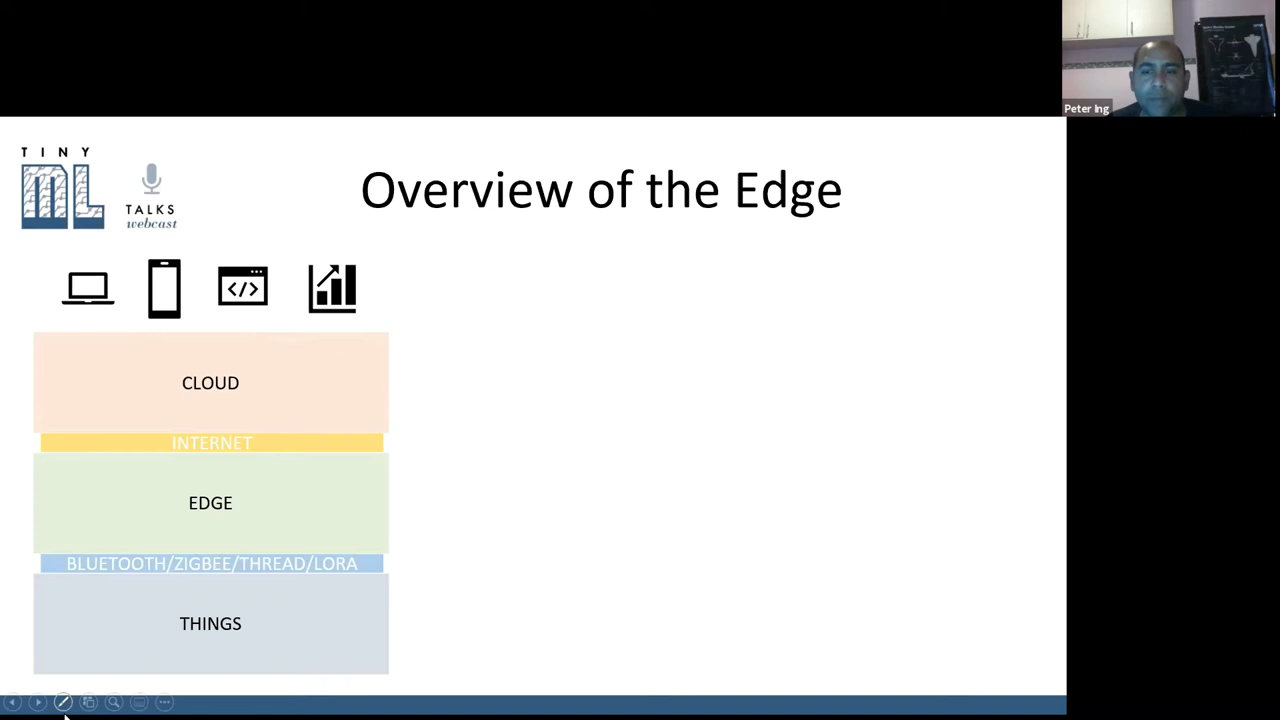 Peter Ing
TINY
ML
TALKS
webcast
Overview of the Edge
</>
CLOUD
INTERNET
EDGE
BLUETOOTH/ZIGBEE/THREAD/LORA
THINGS